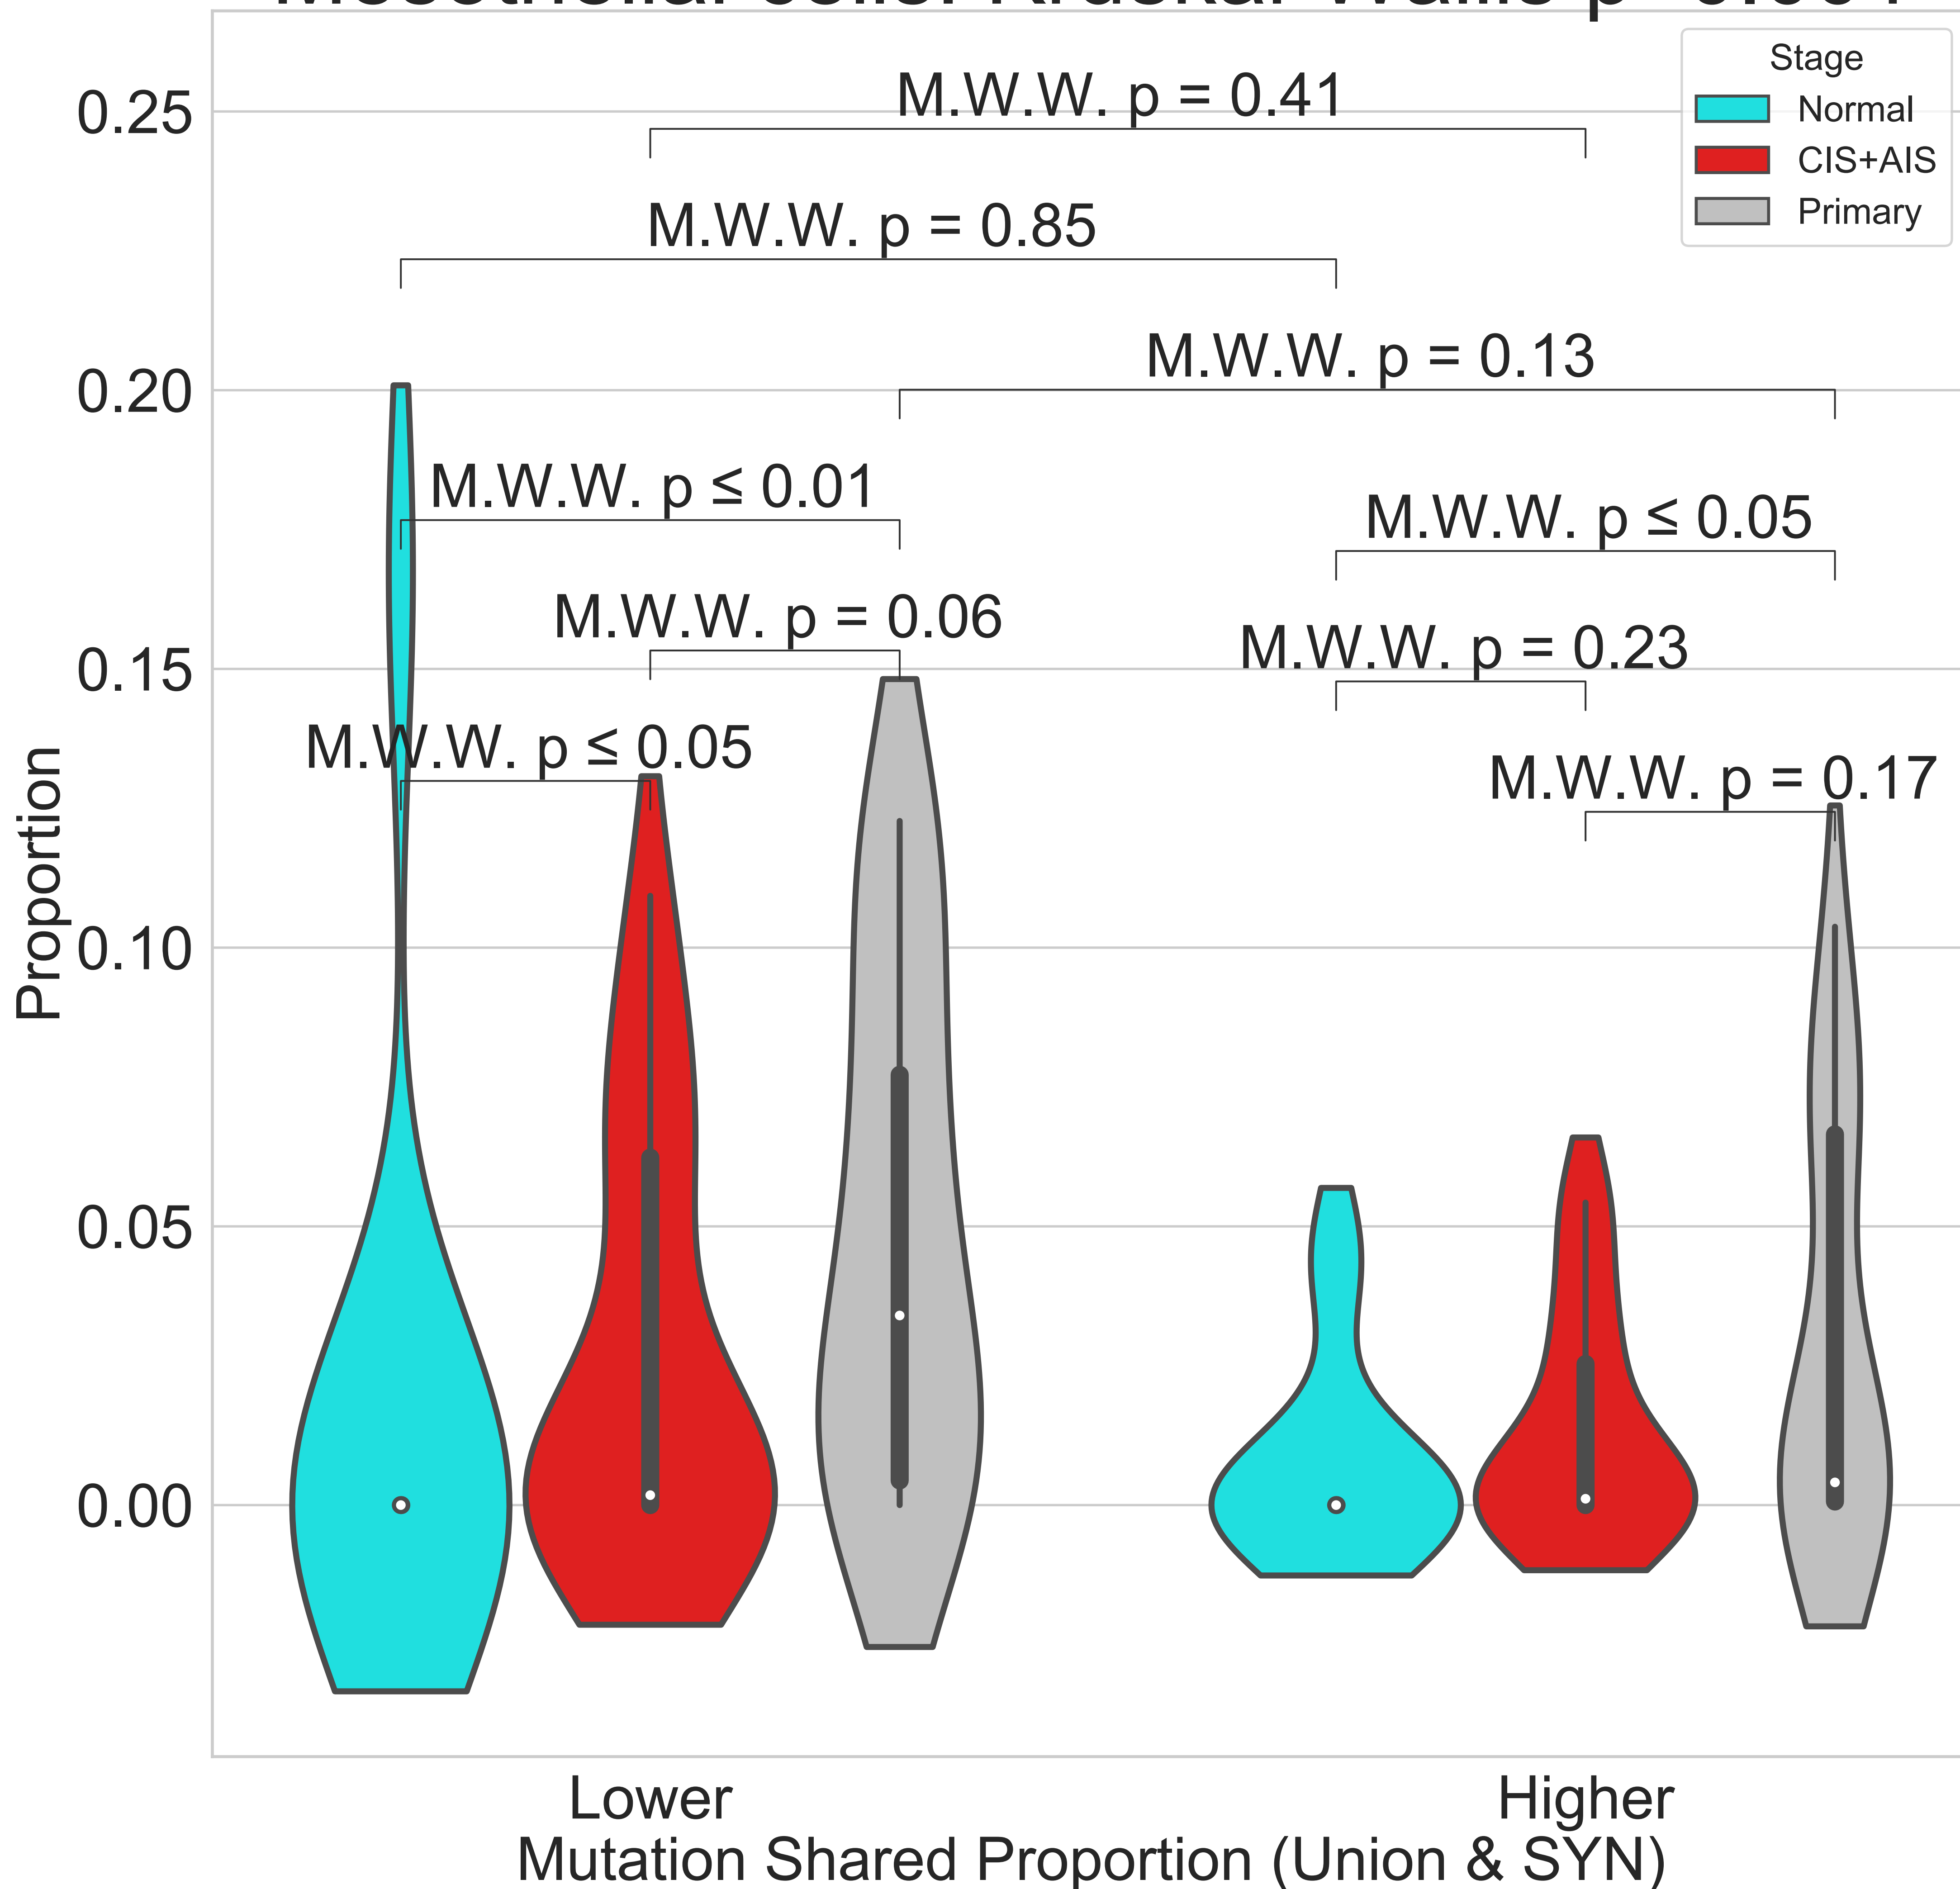 M.W.W. p = 0.41
M.W.W. p = 0.85
M.W.W. p = 0.13
M.W.W. p ≤ 0.01
M.W.W. p ≤ 0.05
M.W.W. p = 0.06
M.W.W. p = 0.23
M.W.W. p ≤ 0.05
M.W.W. p = 0.17
Stage
Normal
CIS+AIS
Primary
0.25
0.20
0.15
0.10
0.05
0.00
Proportion
Lower
Higher
Mutation Shared Proportion (Union & SYN)